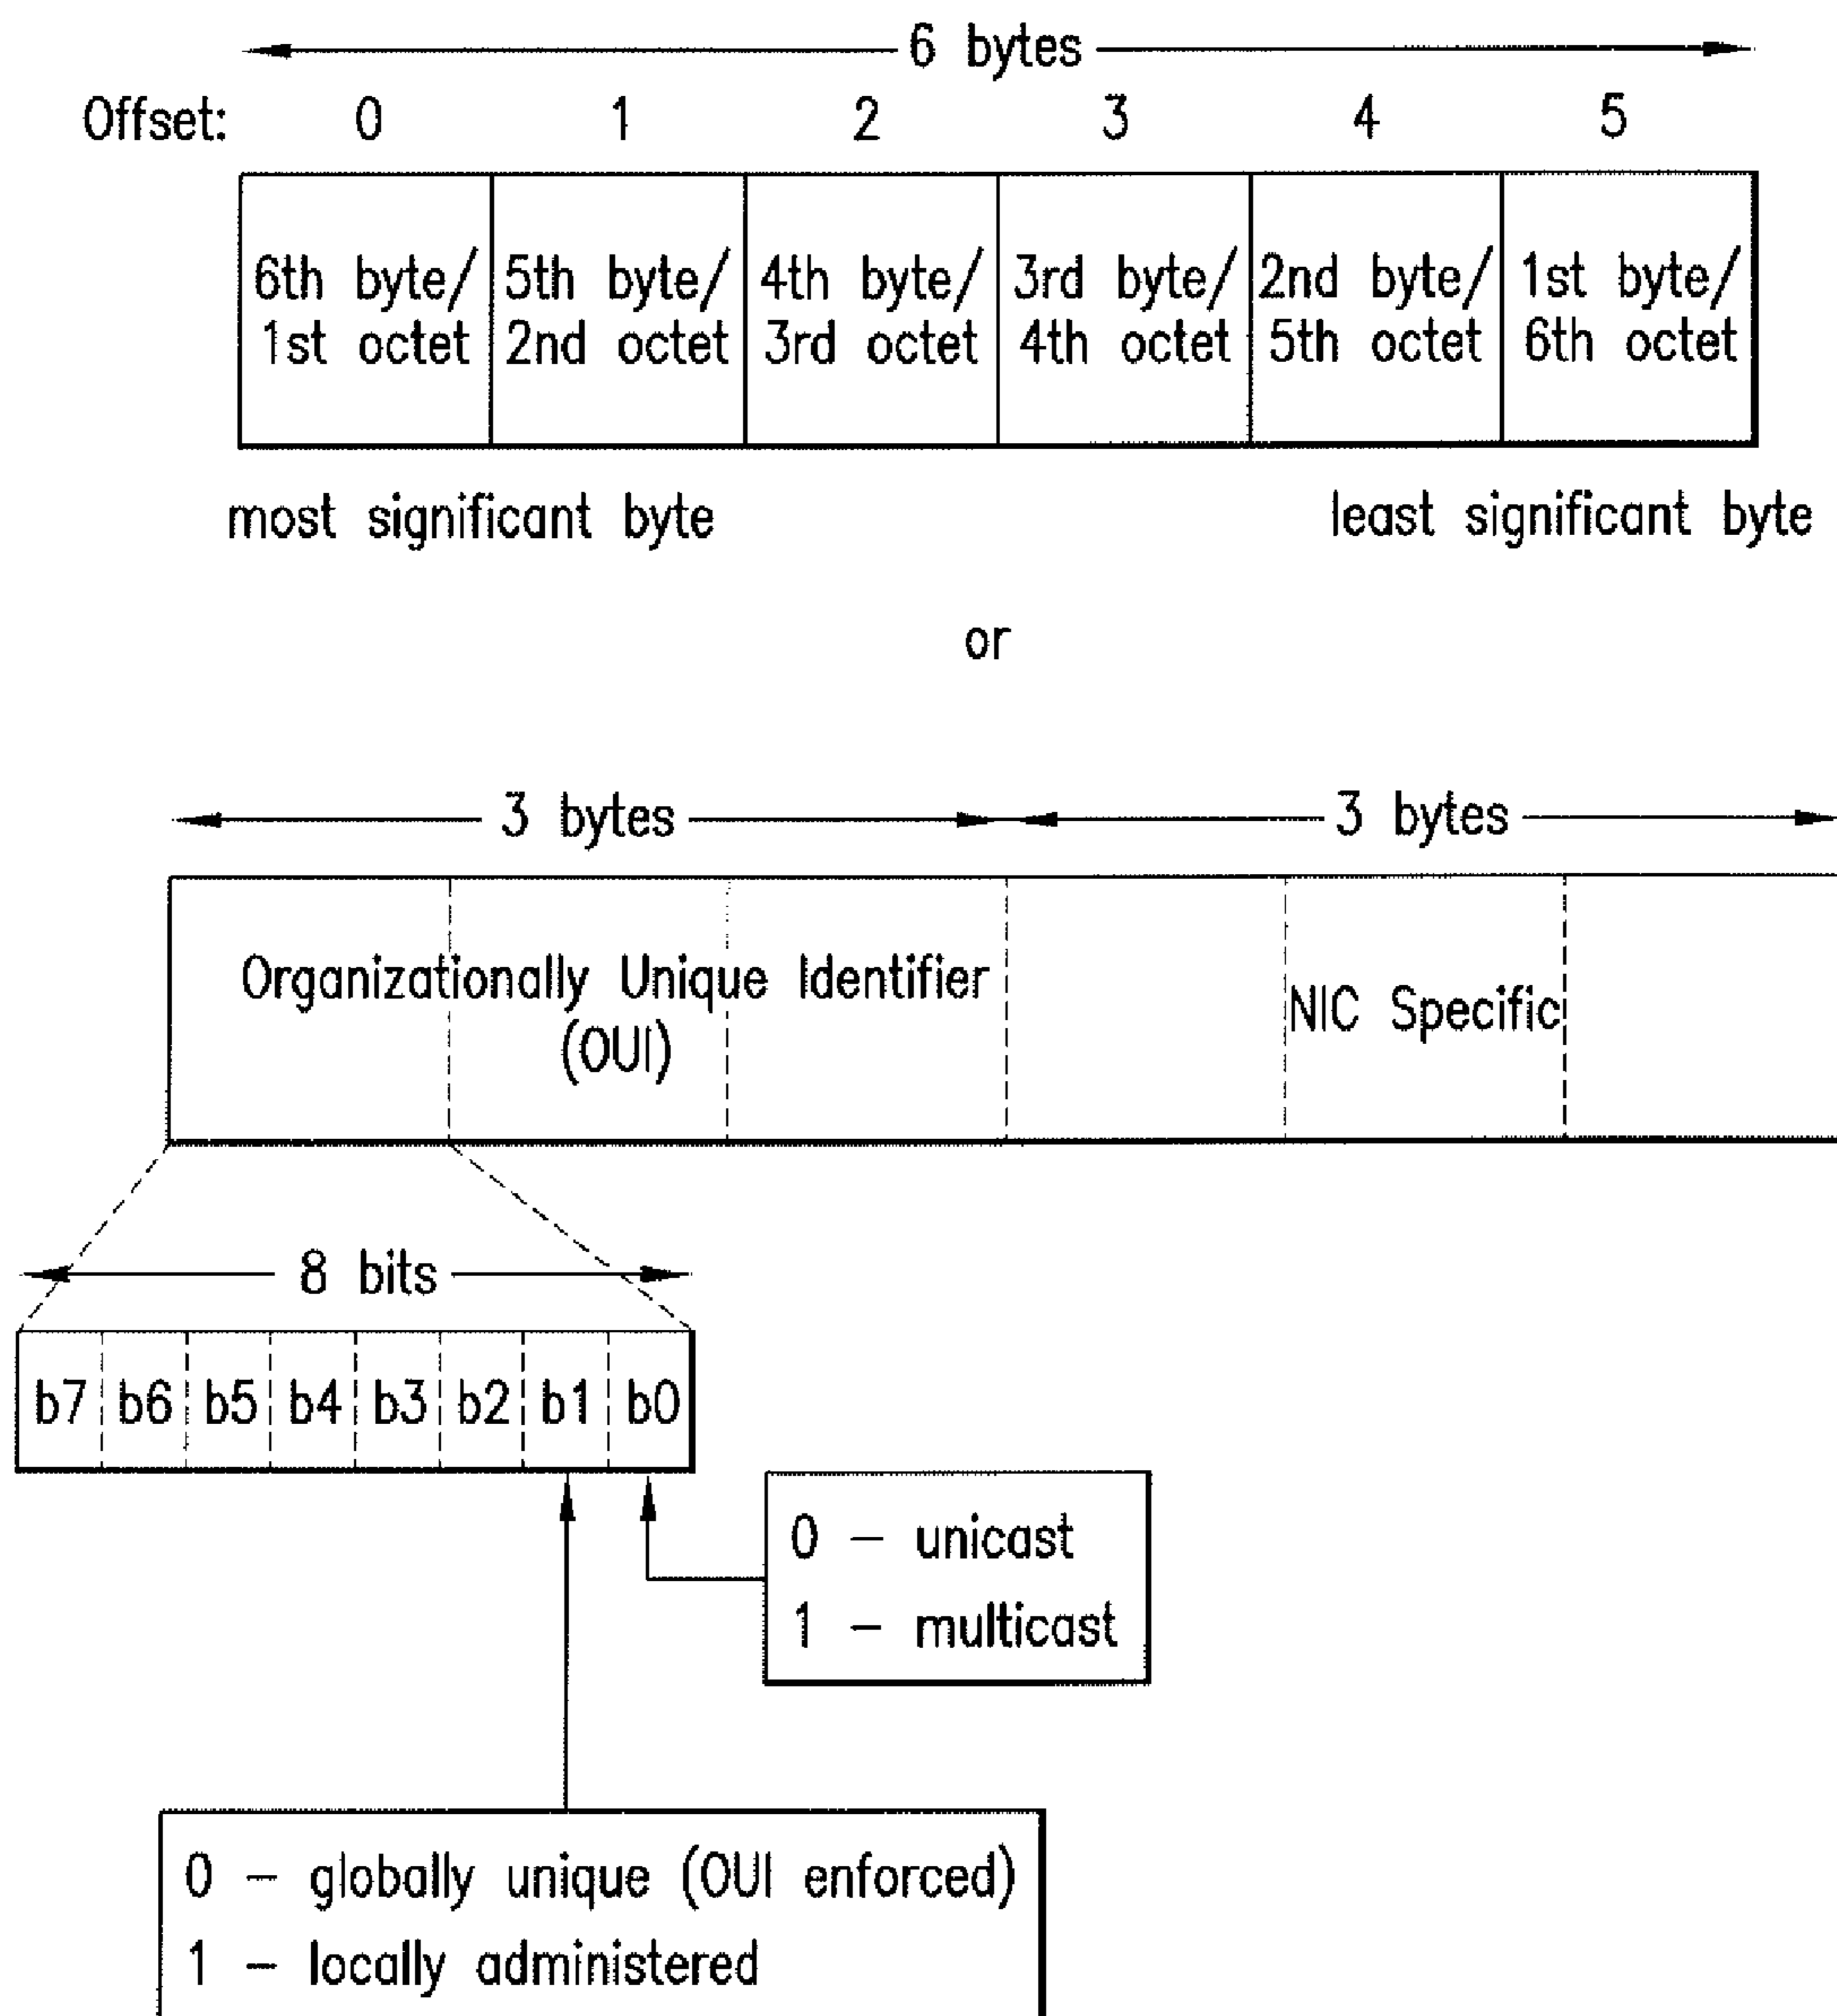 6 bytes
Offset: 0 1 2 3 4 5
6th byte/ 5th byte/ 4th byte/ 3rd byte/ 2nd byte/ 1st byte/
1st octet 2nd octet 3rd octet 4th octet 5th octet 6th octet
most significant byte least significant byte
or
3 bytes 3 bytes
Organizationally Unique Identifier
(OUI)
NIC Specific
8 bits
b7 b6 b5 b4 b3 b2 b1 b0
0 – unicast
1 – multicast
0 – globally unique (OUI enforced)
1 – locally administered